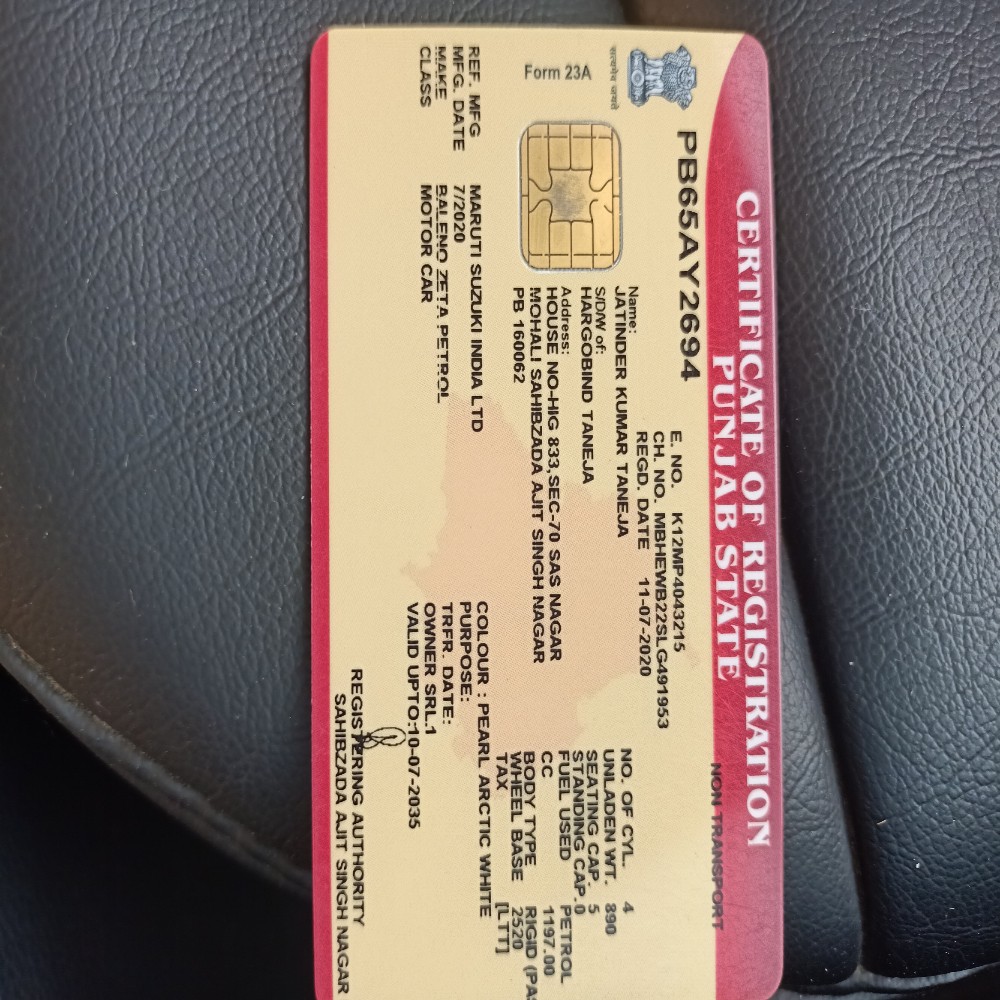 CERTIFICATE OF REGISTRATION
PUNJAB STATE
NON TRANSPORT
सत्यमेव जयते
Form 23A
PB65AY2694
E. NO. K12MP4043215
CH. NO. MBHEWB22SLG491953
REGD. DATE 11-07-2020
Name:
JATINDER KUMAR TANEJA
S/D/W of:
HARGOBIND TANEJA
Address:
HOUSE NO-HIG 833,SEC-70 SAS NAGAR
MOHALI SAHIBZADA AJIT SINGH NAGAR
PB 160062
NO. OF CYL. 4
UNLADEN WT. 890
SEATING CAP. 5
STANDING CAP.0
FUEL USED PETROL
CC 1197.00
BODY TYPE RIGID (PAS
WHEEL BASE 2520
TAX [LTT]
REF. MFG MARUTI SUZUKI INDIA LTD
MFG. DATE 7/2020
MAKE BALENO ZETA PETROL
CLASS MOTOR CAR
COLOUR : PEARL ARCTIC WHITE
PURPOSE:
TRFR. DATE:
OWNER SRL.1
VALID UPTO:10-07-2035
REGISTERING AUTHORITY
SAHIBZADA AJIT SINGH NAGAR